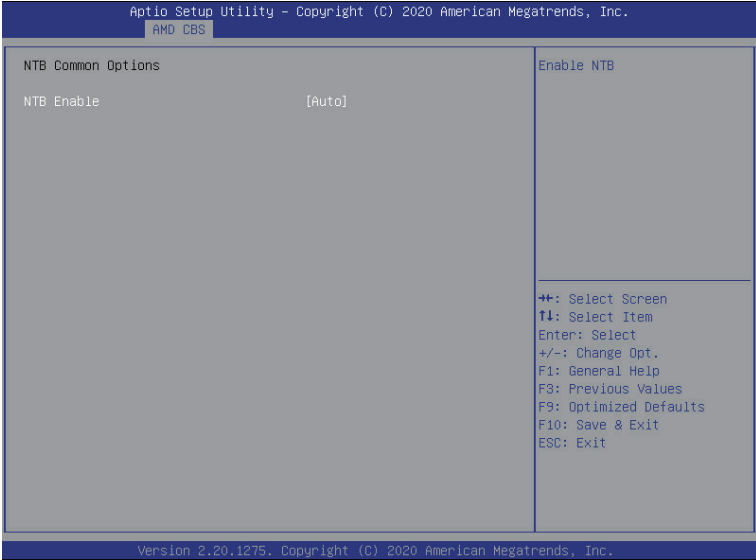 Aptio Setup Utility – Copyright (C) 2020 American Megatrends, Inc.
AMD CBS
NTB Common Options
NTB Enable [Auto]
Enable NTB
→←: Select Screen
↑↓: Select Item
Enter: Select
+/-: Change Opt.
F1: General Help
F3: Previous Values
F9: Optimized Defaults
F10: Save & Exit
ESC: Exit
Version 2.20.1275. Copyright (C) 2020 American Megatrends, Inc.